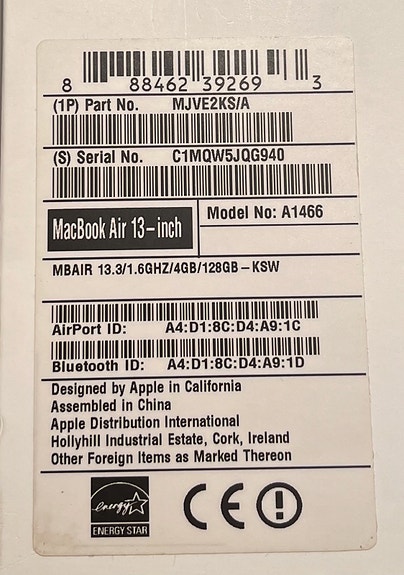 8 88462 39269 3
(1P) Part No. MJVE2KS/A
(S) Serial No. C1MQW5JQG940
MacBook Air 13-inch
Model No: A1466
MBAIR 13.3/1.6GHZ/4GB/128GB-KSW
AirPort ID: A4:D1:8C:D4:A9:1C
Bluetooth ID: A4:D1:8C:D4:A9:1D
Designed by Apple in California
Assembled in China
Apple Distribution International
Hollyhill Industrial Estate, Cork, Ireland
Other Foreign Items as Marked Thereon
energy
ENERGY STAR
CE